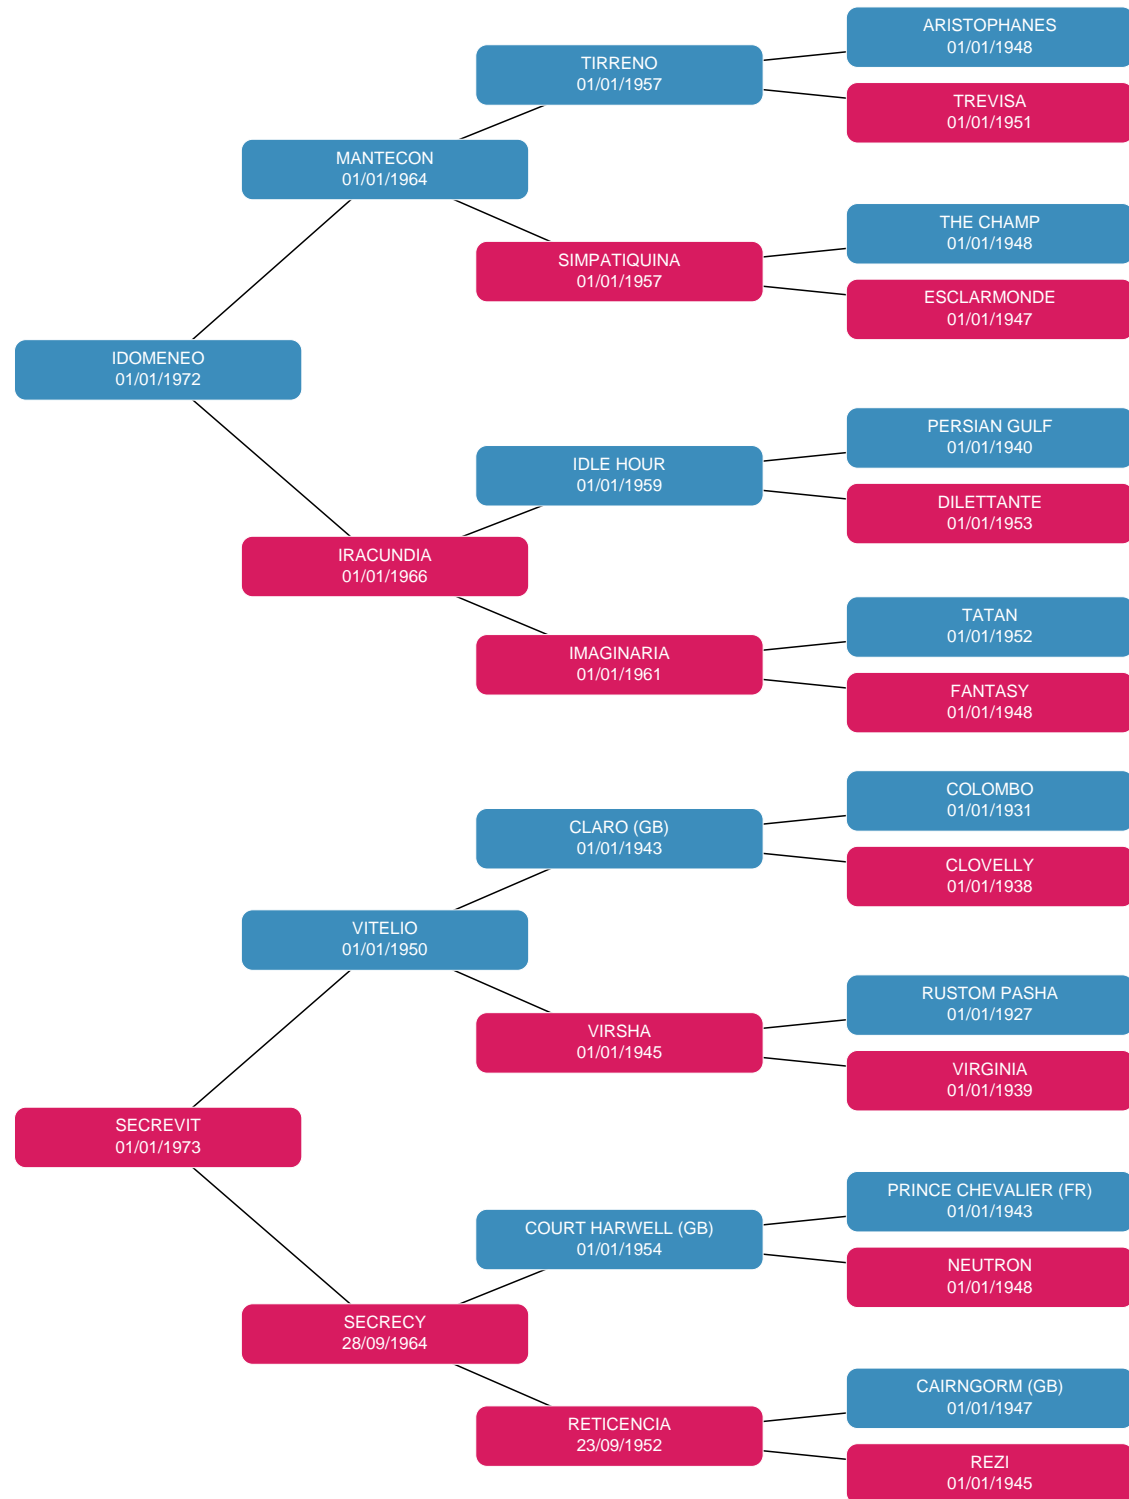 ARISTOPHANES
01/01/1948
TIRRENO
01/01/1957
TREVISA
01/01/1951
MANTECON
01/01/1964
THE CHAMP
01/01/1948
SIMPATIQUINA
01/01/1957
ESCLARMONDE
01/01/1947
IDOMENEO
01/01/1972
PERSIAN GULF
01/01/1940
IDLE HOUR
01/01/1959
DILETTANTE
01/01/1953
IRACUNDIA
01/01/1966
TATAN
01/01/1952
IMAGINARIA
01/01/1961
FANTASY
01/01/1948
COLOMBO
01/01/1931
CLARO (GB)
01/01/1943
CLOVELLY
01/01/1938
VITELIO
01/01/1950
RUSTOM PASHA
01/01/1927
VIRSHA
01/01/1945
VIRGINIA
01/01/1939
SECREVIT
01/01/1973
PRINCE CHEVALIER (FR)
01/01/1943
COURT HARWELL (GB)
01/01/1954
NEUTRON
01/01/1948
SECRECY
28/09/1964
CAIRNGORM (GB)
01/01/1947
RETICENCIA
23/09/1952
REZI
01/01/1945